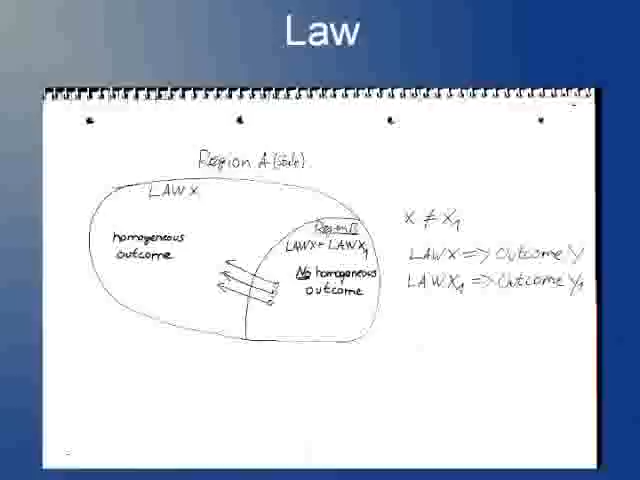 Law
Region A (state)
LAW X
homogeneous
outcome
Region B
LAW X + LAW X₁
No homogeneous
outcome
X ≠ X₁
LAW X => Outcome Y
LAW X₁ => Outcome Y₁